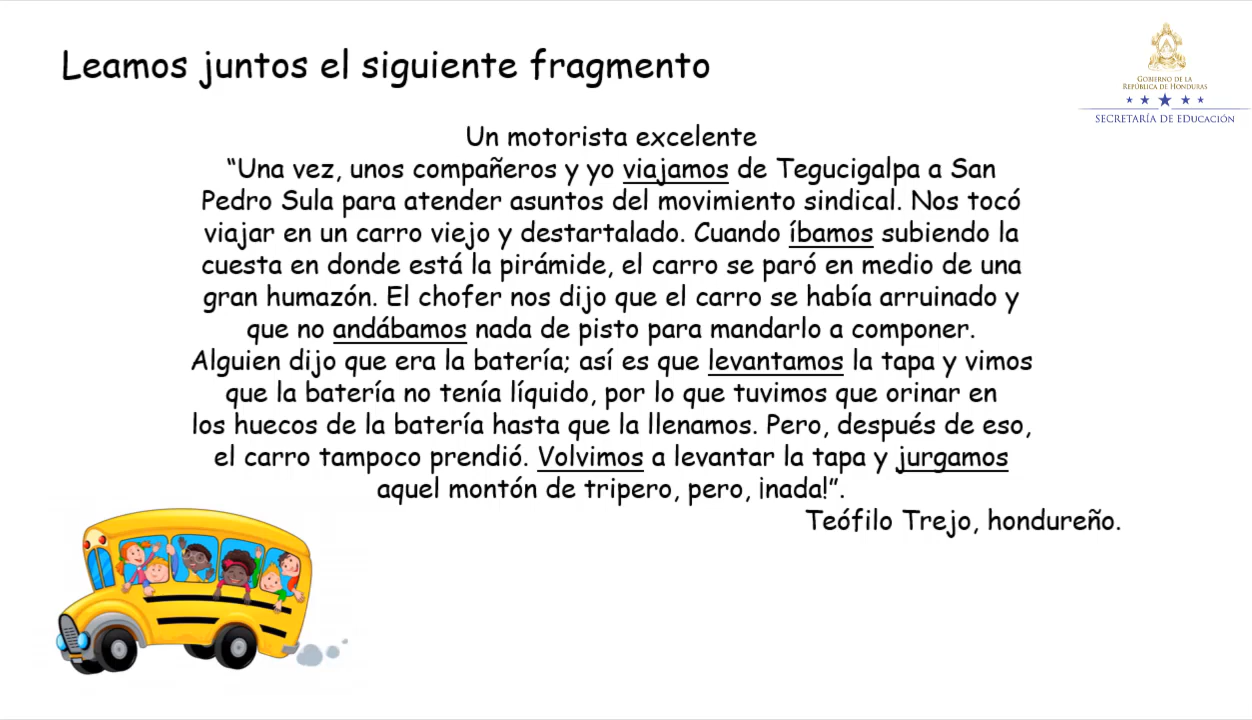 Leamos juntos el siguiente fragmento
GOBIERNO DE LA
REPÚBLICA DE HONDURAS
SECRETARÍA DE EDUCACIÓN
Un motorista excelente
“Una vez, unos compañeros y yo viajamos de Tegucigalpa a San
Pedro Sula para atender asuntos del movimiento sindical. Nos tocó
viajar en un carro viejo y destartalado. Cuando íbamos subiendo la
cuesta en donde está la pirámide, el carro se paró en medio de una
gran humazón. El chofer nos dijo que el carro se había arruinado y
que no andábamos nada de pisto para mandarlo a componer.
Alguien dijo que era la batería; así es que levantamos la tapa y vimos
que la batería no tenía líquido, por lo que tuvimos que orinar en
los huecos de la batería hasta que la llenamos. Pero, después de eso,
el carro tampoco prendió. Volvimos a levantar la tapa y jurgamos
aquel montón de tripero, pero, ¡nada!”.
Teófilo Trejo, hondureño.